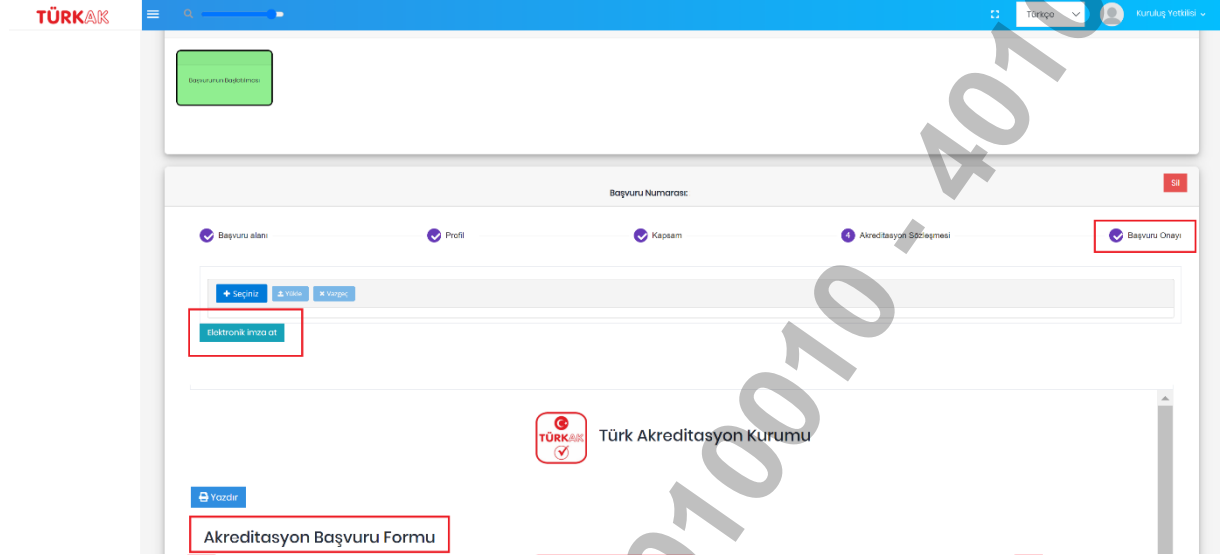 TÜRKAK
Türkçe
Kuruluş Yetkilisi
Başvurunun Başlatılması
Başvuru Numarası:
Sil
Başvuru alanı
Profil
Kapsam
4 Akreditasyon Sözleşmesi
Başvuru Onayı
+ Seçiniz
Yükle
× Vazgeç
Elektronik imza at
TÜRKAK
Türk Akreditasyon Kurumu
Yazdır
Akreditasyon Başvuru Formu